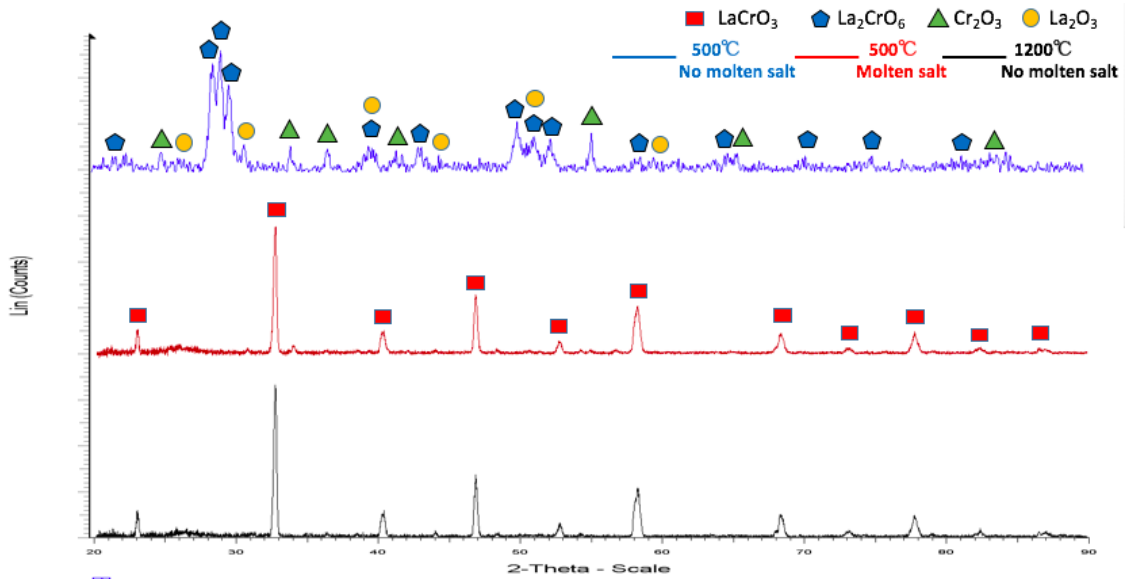 LaCrO₃ La₂CrO₆ Cr₂O₃ La₂O₃
500℃ 500℃ 1200℃
No molten salt Molten salt No molten salt
Lin (Counts)
20 30 40 50 60 70 80 90
2-Theta - Scale